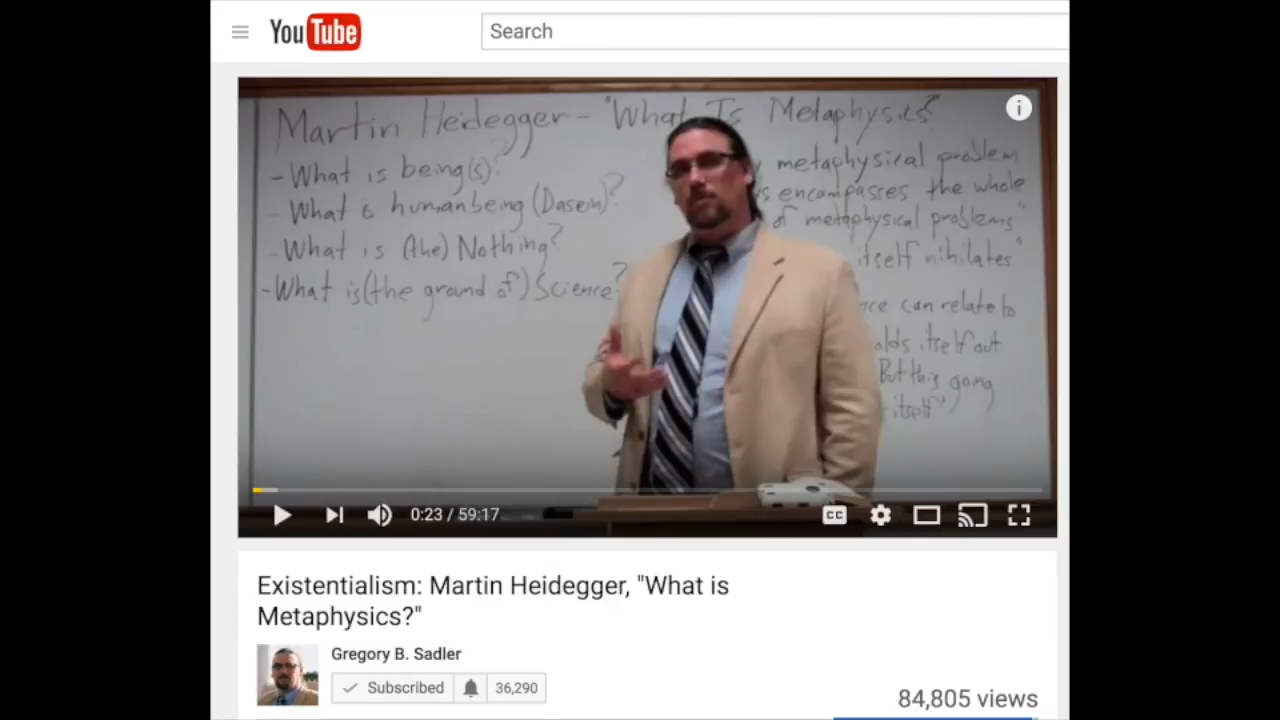 YouTube
Search
Martin Heidegger - "What Is Metaphysics?"
- What is being(s)?
- What is human being (Dasein)?
- What is (the) Nothing?
- What is (the ground of) Science?
metaphysical problem
encompasses the whole
of metaphysical problems"
itself nihilates"
can relate to
itself out
But this going
itself"
i
0:23 / 59:17
CC
Existentialism: Martin Heidegger, "What is
Metaphysics?"
Gregory B. Sadler
Subscribed 36,290
84,805 views